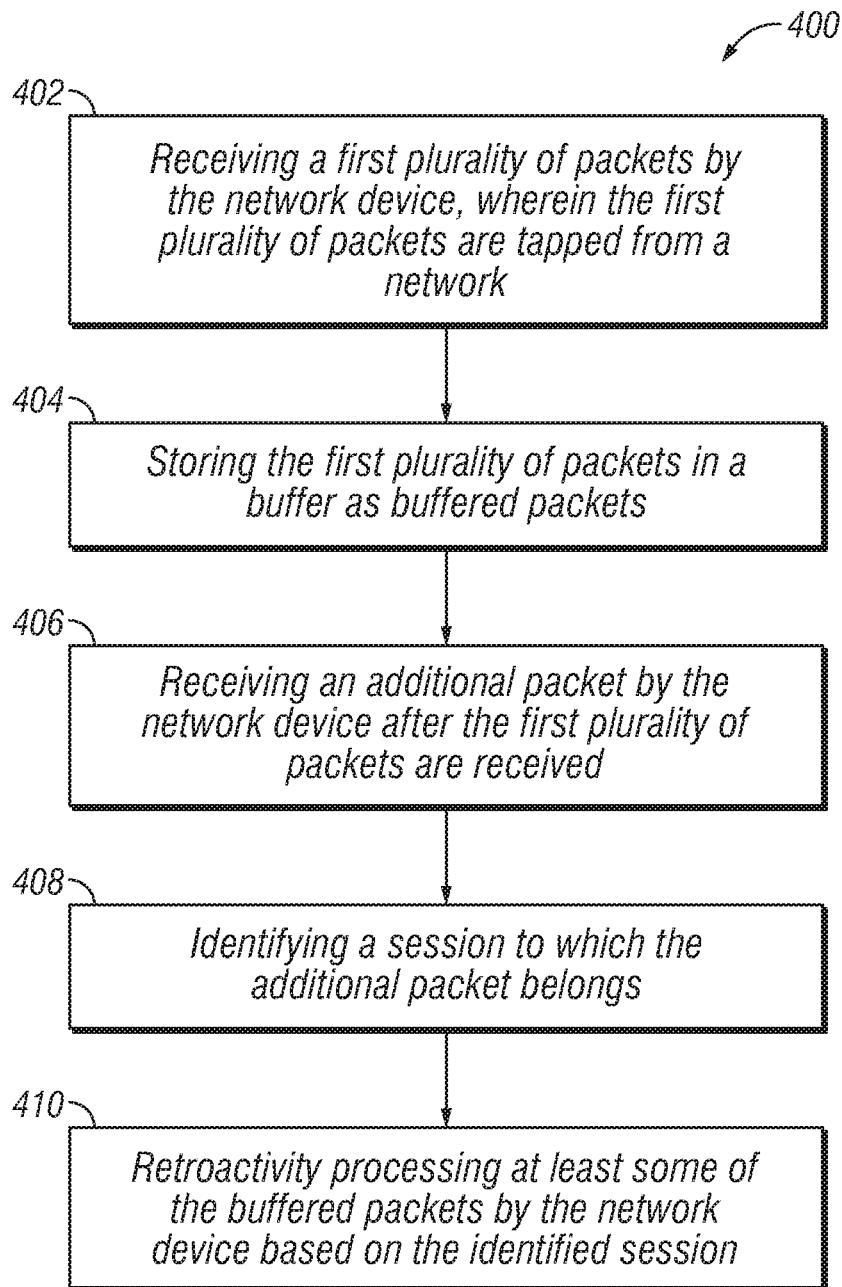 400
402
Receiving a first plurality of packets by
the network device, wherein the first
plurality of packets are tapped from a
network
404
Storing the first plurality of packets in a
buffer as buffered packets
406
Receiving an additional packet by the
network device after the first plurality of
packets are received
408
Identifying a session to which the
additional packet belongs
410
Retroactivity processing at least some of
the buffered packets by the network
device based on the identified session